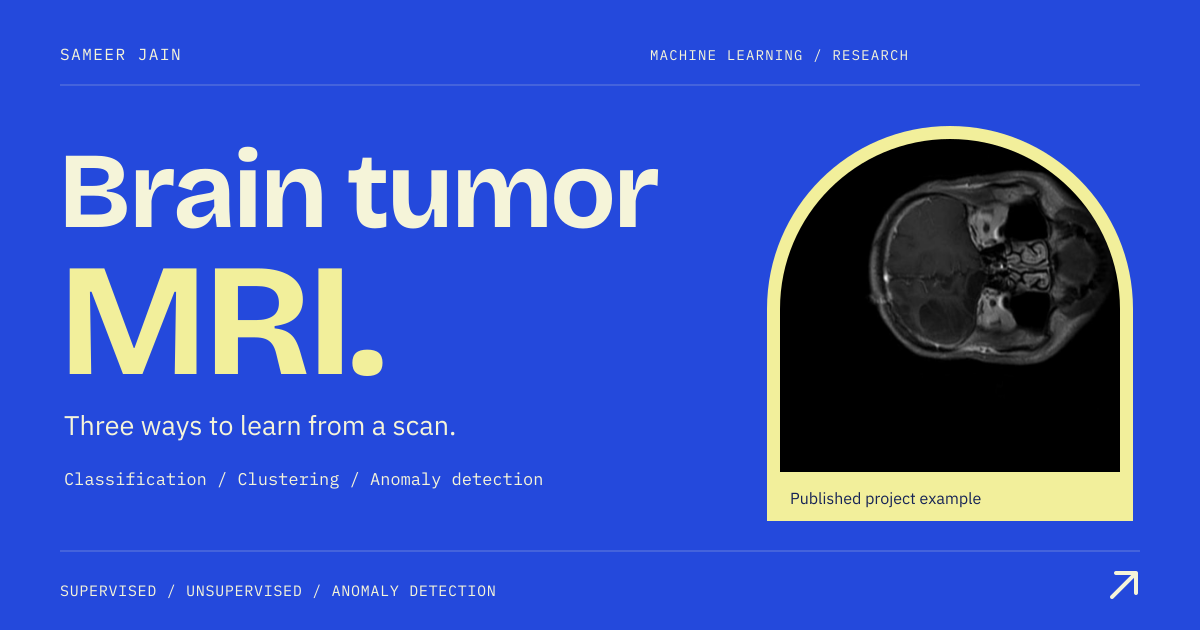 SAMEER JAIN
MACHINE LEARNING / RESEARCH
Brain tumor
MRI.
Three ways to learn from a scan.
Classification / Clustering / Anomaly detection
Published project example
SUPERVISED / UNSUPERVISED / ANOMALY DETECTION